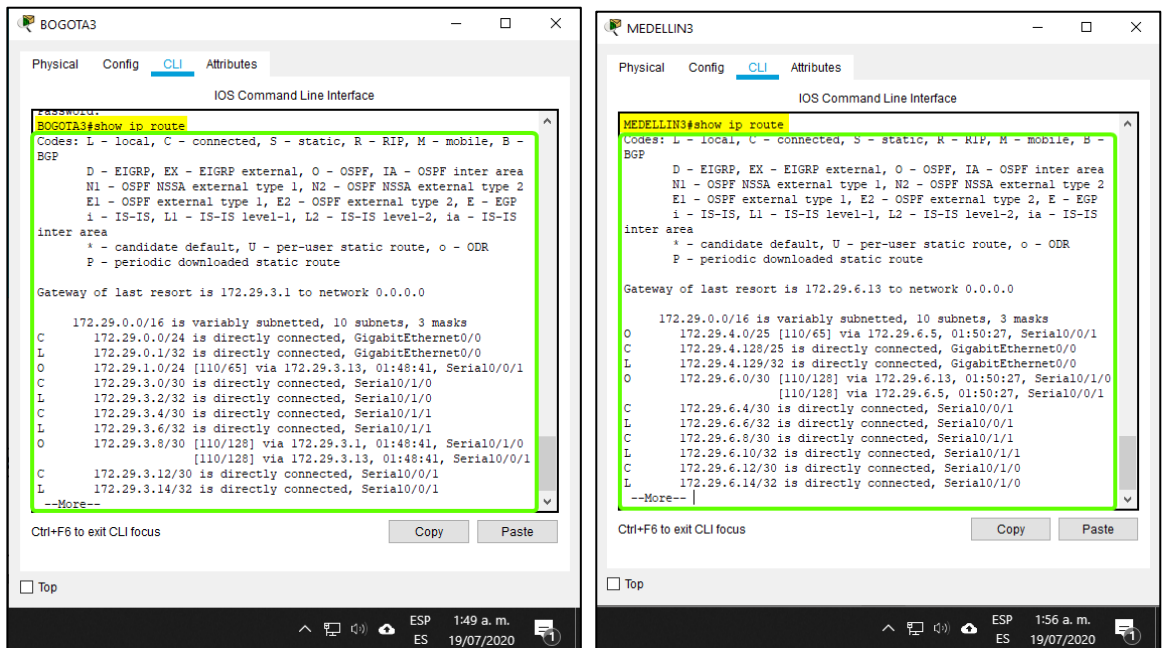 BOGOTA3
Physical Config CLI Attributes
IOS Command Line Interface
Password:
BOGOTA3#show ip route
Codes: L - local, C - connected, S - static, R - RIP, M - mobile, B -
BGP
D - EIGRP, EX - EIGRP external, O - OSPF, IA - OSPF inter area
N1 - OSPF NSSA external type 1, N2 - OSPF NSSA external type 2
E1 - OSPF external type 1, E2 - OSPF external type 2, E - EGP
i - IS-IS, L1 - IS-IS level-1, L2 - IS-IS level-2, ia - IS-IS
inter area
* - candidate default, U - per-user static route, o - ODR
P - periodic downloaded static route
Gateway of last resort is 172.29.3.1 to network 0.0.0.0
172.29.0.0/16 is variably subnetted, 10 subnets, 3 masks
C 172.29.0.0/24 is directly connected, GigabitEthernet0/0
L 172.29.0.1/32 is directly connected, GigabitEthernet0/0
O 172.29.1.0/24 [110/65] via 172.29.3.13, 01:48:41, Serial0/0/1
C 172.29.3.0/30 is directly connected, Serial0/1/0
L 172.29.3.2/32 is directly connected, Serial0/1/0
C 172.29.3.4/30 is directly connected, Serial0/1/1
L 172.29.3.6/32 is directly connected, Serial0/1/1
O 172.29.3.8/30 [110/128] via 172.29.3.1, 01:48:41, Serial0/1/0
[110/128] via 172.29.3.13, 01:48:41, Serial0/0/1
C 172.29.3.12/30 is directly connected, Serial0/0/1
L 172.29.3.14/32 is directly connected, Serial0/0/1
--More--
Ctrl+F6 to exit CLI focus
Copy Paste
Top
ESP 1:49 a. m.
ES 19/07/2020
1
MEDELLIN3
Physical Config CLI Attributes
IOS Command Line Interface
MEDELLIN3#show ip route
Codes: L - local, C - connected, S - static, R - RIP, M - mobile, B -
BGP
D - EIGRP, EX - EIGRP external, O - OSPF, IA - OSPF inter area
N1 - OSPF NSSA external type 1, N2 - OSPF NSSA external type 2
E1 - OSPF external type 1, E2 - OSPF external type 2, E - EGP
i - IS-IS, L1 - IS-IS level-1, L2 - IS-IS level-2, ia - IS-IS
inter area
* - candidate default, U - per-user static route, o - ODR
P - periodic downloaded static route
Gateway of last resort is 172.29.6.13 to network 0.0.0.0
172.29.0.0/16 is variably subnetted, 10 subnets, 3 masks
O 172.29.4.0/25 [110/65] via 172.29.6.5, 01:50:27, Serial0/0/1
C 172.29.4.128/25 is directly connected, GigabitEthernet0/0
L 172.29.4.129/32 is directly connected, GigabitEthernet0/0
O 172.29.6.0/30 [110/128] via 172.29.6.13, 01:50:27, Serial0/1/0
[110/128] via 172.29.6.5, 01:50:27, Serial0/0/1
C 172.29.6.4/30 is directly connected, Serial0/0/1
L 172.29.6.6/32 is directly connected, Serial0/0/1
C 172.29.6.8/30 is directly connected, Serial0/1/1
L 172.29.6.10/32 is directly connected, Serial0/1/1
C 172.29.6.12/30 is directly connected, Serial0/1/0
L 172.29.6.14/32 is directly connected, Serial0/1/0
--More--
Ctrl+F6 to exit CLI focus
Copy Paste
Top
ESP 1:56 a. m.
ES 19/07/2020
1